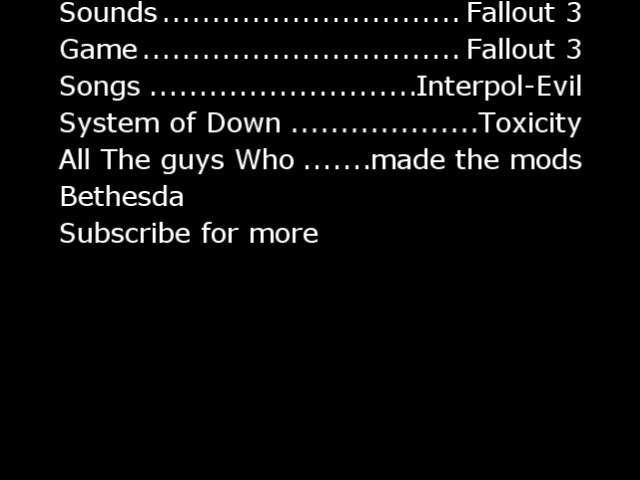 Sounds.............................. Fallout 3
Game................................ Fallout 3
Songs ...........................Interpol-Evil
System of Down ...................Toxicity
All The guys Who .......made the mods
Bethesda
Subscribe for more